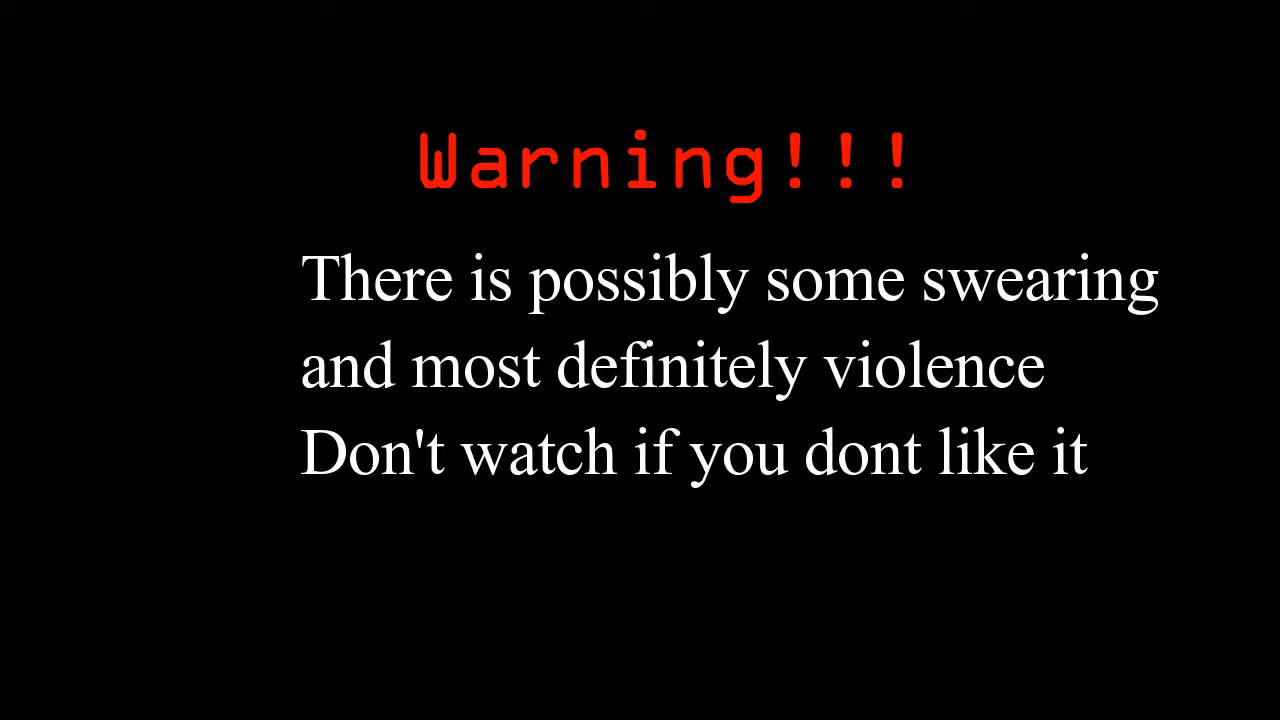 Warning!!!
There is possibly some swearing
and most definitely violence
Don't watch if you dont like it